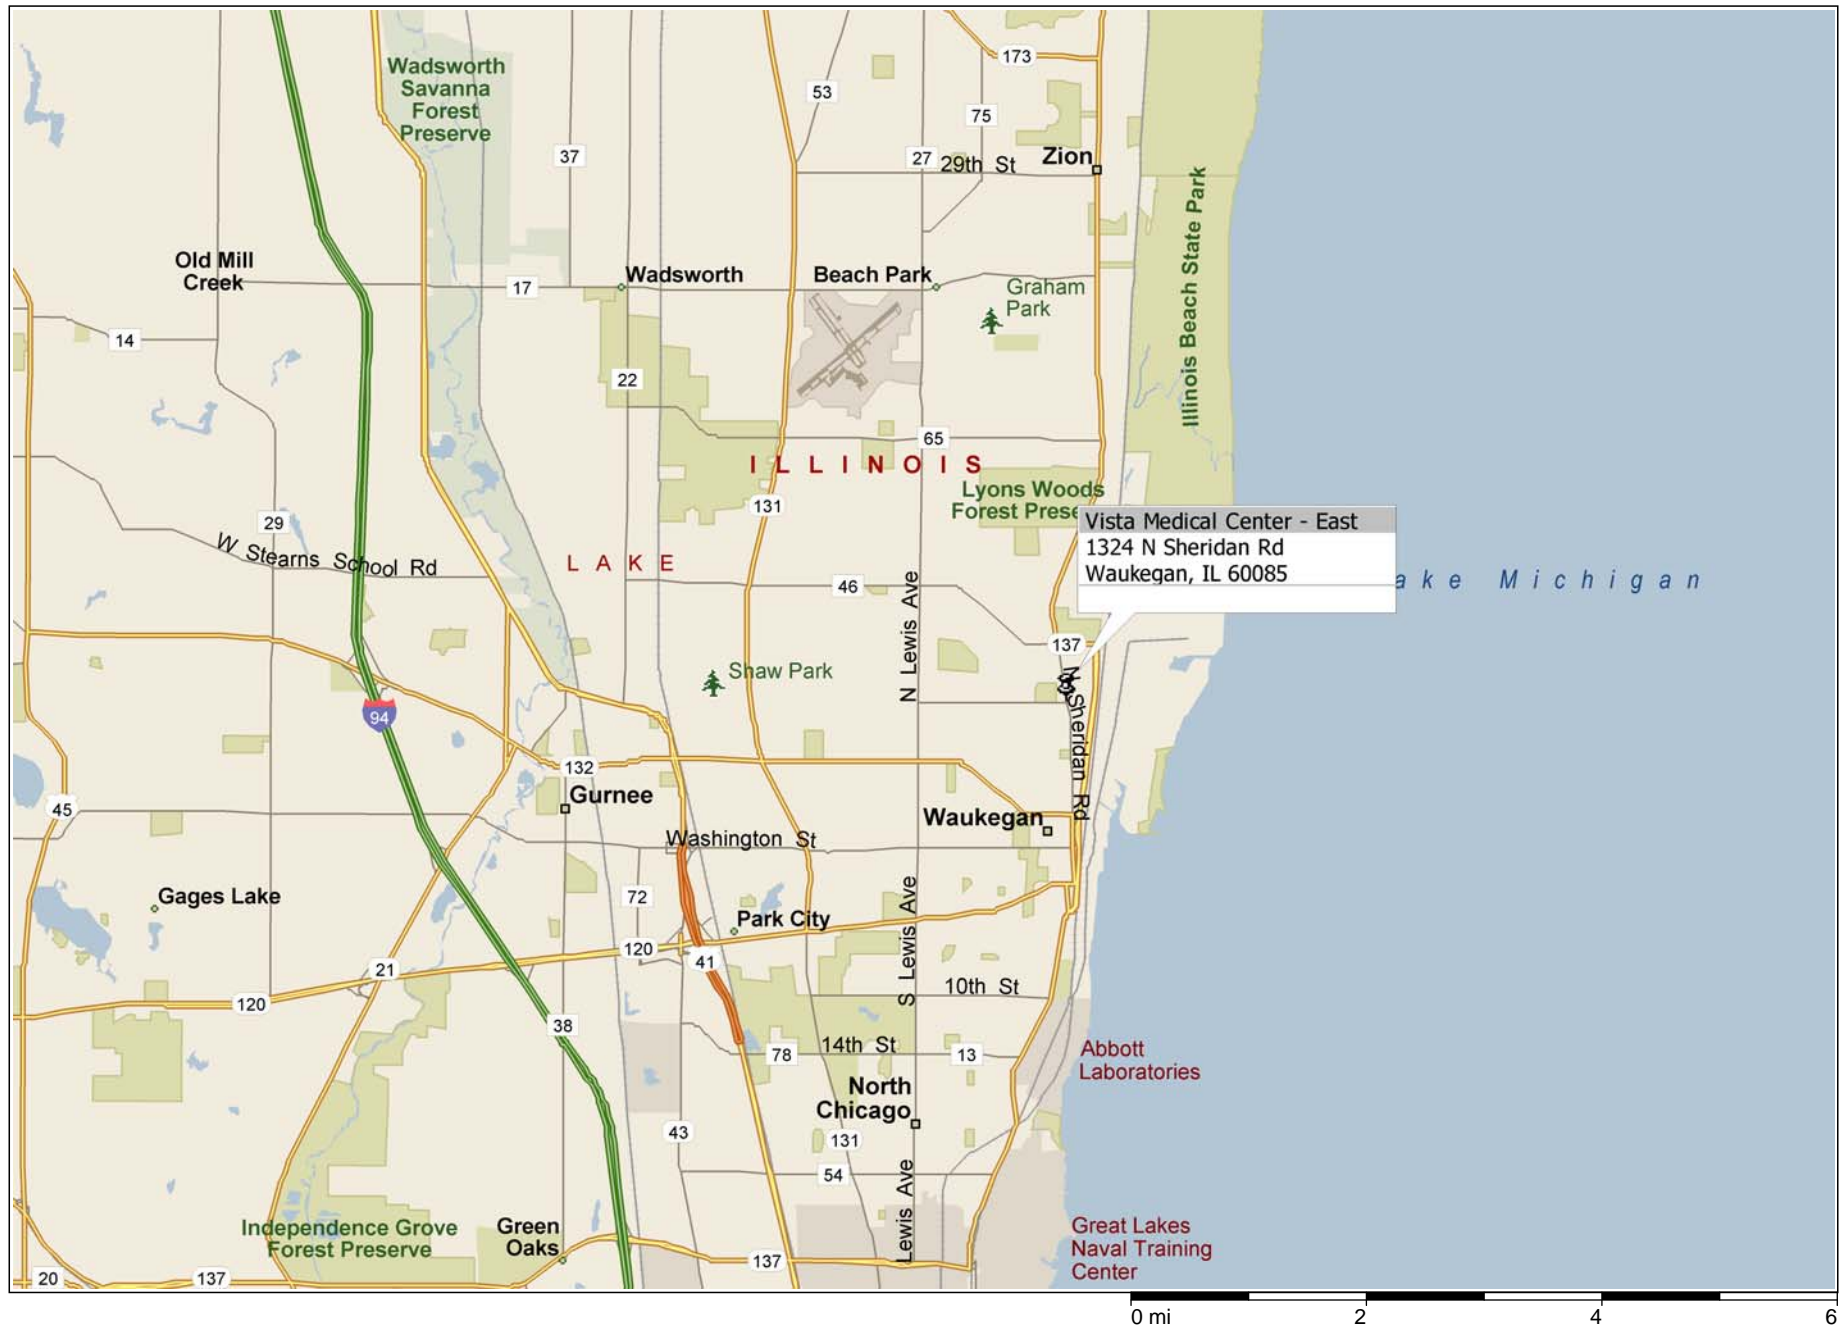 173
Wadsworth
Savanna
Forest
Preserve
53
75
37
27
29th St
Zion
Illinois Beach State Park
Old Mill
Creek
17
Wadsworth
Beach Park
Graham
Park
14
22
65
ILLINOIS
Lyons Woods
Forest Prese
131
Vista Medical Center - East
1324 N Sheridan Rd
Waukegan, IL 60085
29
W Stearns School Rd
LAKE
46
N Lewis Ave
ake Michigan
137
Shaw Park
N Sheridan Rd
94
132
Gurnee
45
Waukegan
Washington St
Gages Lake
72
Park City
S Lewis Ave
120
41
21
120
10th St
38
14th St
78
13
Abbott
Laboratories
North
Chicago
43
131
54
Lewis Ave
Independence Grove
Forest Preserve
Green
Oaks
Great Lakes
Naval Training
Center
137
20
137
0 mi
2
4
6